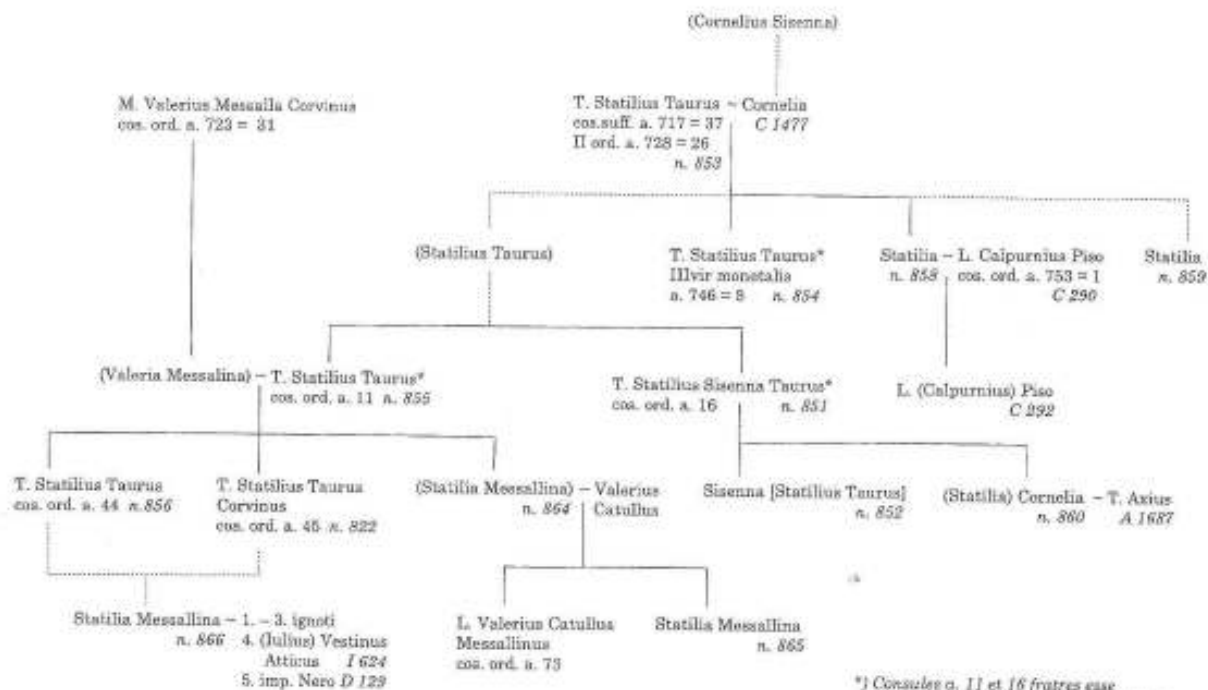 (Cornelius Sisenna)
M. Valerius Messalla Corvinus
cos. ord. a. 723 = 31
T. Statilius Taurus – Cornelia
cos.suff. a. 717 = 37 C 1477
II ord. a. 728 = 26
n. 853
(Statilius Taurus)
T. Statilius Taurus*
IIIvir monetalis
a. 746 = 8 n. 854
Statilia – L. Calpurnius Piso
n. 858 cos. ord. a. 753 = 1
C 290
Statilia
n. 859
(Valeria Messalina) – T. Statilius Taurus*
cos. ord. a. 11 n. 855
T. Statilius Sisenna Taurus*
cos. ord. a. 16 n. 851
L. (Calpurnius) Piso
C 292
T. Statilius Taurus
cos. ord. a. 44 n. 856
T. Statilius Taurus
Corvinus
cos. ord. a. 45 n. 822
(Statilia Messallina) – Valerius
n. 864 Catullus
Sisenna [Statilius Taurus]
n. 852
(Statilia) Cornelia – T. Axius
n. 860 A 1687
Statilia Messallina – 1. – 3. ignoti
n. 866 4. (Iulius) Vestinus
Atticus I 624
5. imp. Nero D 129
L. Valerius Catullus
Messallinus
cos. ord. a. 73
Statilia Messallina
n. 865
*) Consules a. 11 et 16 fratres esse